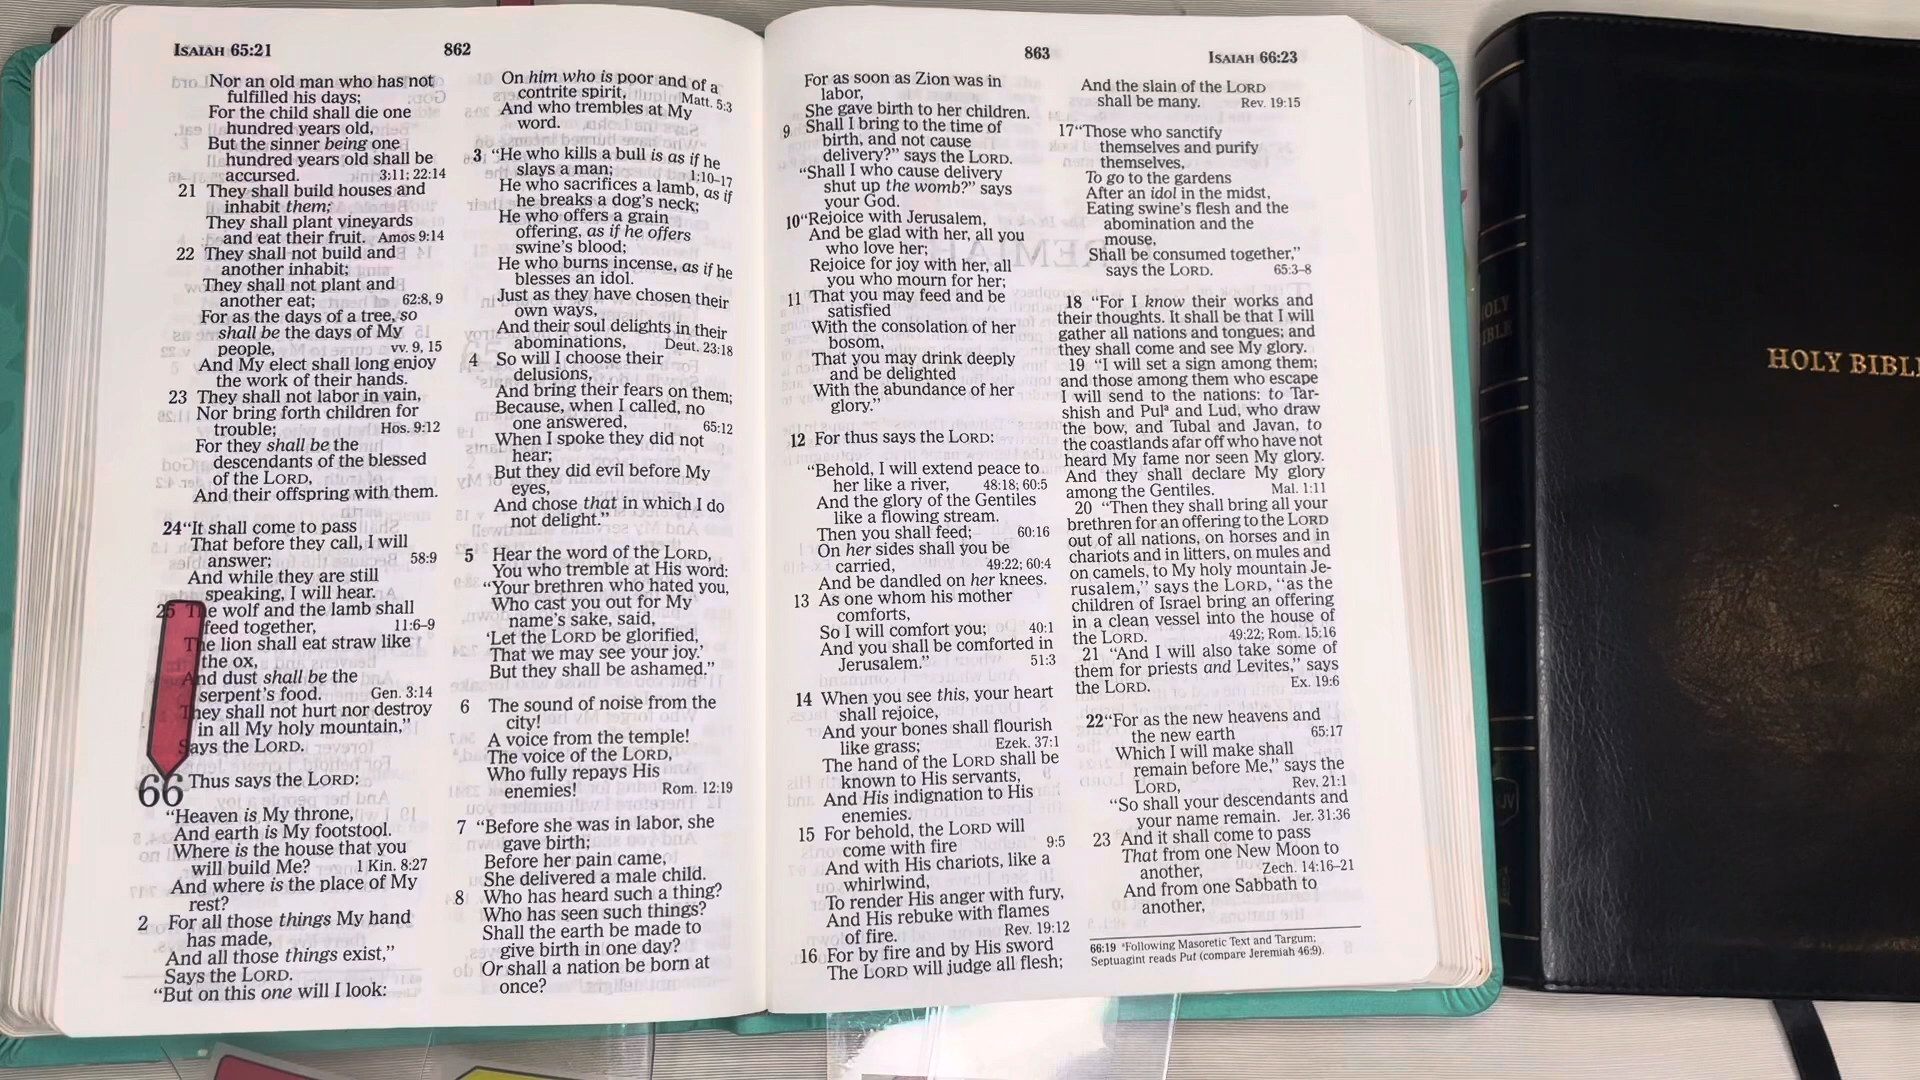 ISAIAH 65:21
862
Nor an old man who has not
fulfilled his days;
For the child shall die one
hundred years old,
But the sinner being one
hundred years old shall be
accursed. 3:11; 22:14
21 They shall build houses and
inhabit them;
They shall plant vineyards
and eat their fruit. Amos 9:14
22 They shall not build and
another inhabit;
They shall not plant and
another eat; 62:8, 9
For as the days of a tree, so
shall be the days of My
people, vv. 9, 15
And My elect shall long enjoy
the work of their hands.
23 They shall not labor in vain,
Nor bring forth children for
trouble; Hos. 9:12
For they shall be the
descendants of the blessed
of the LORD,
And their offspring with them.
24 “It shall come to pass
That before they call, I will
answer; 58:9
And while they are still
speaking, I will hear.
25 The wolf and the lamb shall
feed together, 11:6–9
The lion shall eat straw like
the ox,
And dust shall be the
serpent’s food. Gen. 3:14
They shall not hurt nor destroy
in all My holy mountain,”
Says the LORD.
66 Thus says the LORD:
“Heaven is My throne,
And earth is My footstool.
Where is the house that you
will build Me? 1 Kin. 8:27
And where is the place of My
rest?
2 For all those things My hand
has made,
And all those things exist,”
Says the LORD.
“But on this one will I look:
On him who is poor and of a
contrite spirit, Matt. 5:3
And who trembles at My
word.
3 “He who kills a bull is as if he
slays a man; 1:10–17
He who sacrifices a lamb, as if
he breaks a dog’s neck;
He who offers a grain
offering, as if he offers
swine’s blood;
He who burns incense, as if he
blesses an idol.
Just as they have chosen their
own ways,
And their soul delights in their
abominations, Deut. 23:18
4 So will I choose their
delusions,
And bring their fears on them;
Because, when I called, no
one answered, 65:12
When I spoke they did not
hear;
But they did evil before My
eyes,
And chose that in which I do
not delight.”
5 Hear the word of the LORD,
You who tremble at His word:
“Your brethren who hated you,
Who cast you out for My
name’s sake, said,
‘Let the LORD be glorified,
That we may see your joy.’
But they shall be ashamed.”
6 The sound of noise from the
city!
A voice from the temple!
The voice of the LORD,
Who fully repays His
enemies! Rom. 12:19
7 “Before she was in labor, she
gave birth;
Before her pain came,
She delivered a male child.
8 Who has heard such a thing?
Who has seen such things?
Shall the earth be made to
give birth in one day?
Or shall a nation be born at
once?
863
ISAIAH 66:23
For as soon as Zion was in
labor,
She gave birth to her children.
9 Shall I bring to the time of
birth, and not cause
delivery?” says the LORD.
“Shall I who cause delivery
shut up the womb?” says
your God.
10 “Rejoice with Jerusalem,
And be glad with her, all you
who love her;
Rejoice for joy with her, all
you who mourn for her;
11 That you may feed and be
satisfied
With the consolation of her
bosom,
That you may drink deeply
and be delighted
With the abundance of her
glory.”
12 For thus says the LORD:
“Behold, I will extend peace to
her like a river, 48:18; 60:5
And the glory of the Gentiles
like a flowing stream.
Then you shall feed; 60:16
On her sides shall you be
carried, 49:22; 60:4
And be dandled on her knees.
13 As one whom his mother
comforts,
So I will comfort you; 40:1
And you shall be comforted in
Jerusalem.” 51:3
14 When you see this, your heart
shall rejoice,
And your bones shall flourish
like grass; Ezek. 37:1
The hand of the LORD shall be
known to His servants,
And His indignation to His
enemies.
15 For behold, the LORD will
come with fire 9:5
And with His chariots, like a
whirlwind,
To render His anger with fury,
And His rebuke with flames
of fire. Rev. 19:12
16 For by fire and by His sword
The LORD will judge all flesh;
And the slain of the LORD
shall be many. Rev. 19:15
17 “Those who sanctify
themselves and purify
themselves,
To go to the gardens
After an idol in the midst,
Eating swine’s flesh and the
abomination and the
mouse,
Shall be consumed together,”
says the LORD. 65:3–8
18 “For I know their works and
their thoughts. It shall be that I will
gather all nations and tongues; and
they shall come and see My glory.
19 “I will set a sign among them;
and those among them who escape
I will send to the nations: to Tar-
shish and Pulª and Lud, who draw
the bow, and Tubal and Javan, to
the coastlands afar off who have not
heard My fame nor seen My glory.
And they shall declare My glory
among the Gentiles. Mal. 1:11
20 “Then they shall bring all your
brethren for an offering to the LORD
out of all nations, on horses and in
chariots and in litters, on mules and
on camels, to My holy mountain Je-
rusalem,” says the LORD, “as the
children of Israel bring an offering
in a clean vessel into the house of
the LORD. 49:22; Rom. 15:16
21 “And I will also take some of
them for priests and Levites,” says
the LORD. Ex. 19:6
22 “For as the new heavens and
the new earth 65:17
Which I will make shall
remain before Me,” says the
LORD, Rev. 21:1
“So shall your descendants and
your name remain. Jer. 31:36
23 And it shall come to pass
That from one New Moon to
another, Zech. 14:16–21
And from one Sabbath to
another,
66:19 ªFollowing Masoretic Text and Targum;
Septuagint reads Put (compare Jeremiah 46:9).
HOLY
BIBLE
HOLY BIBLE